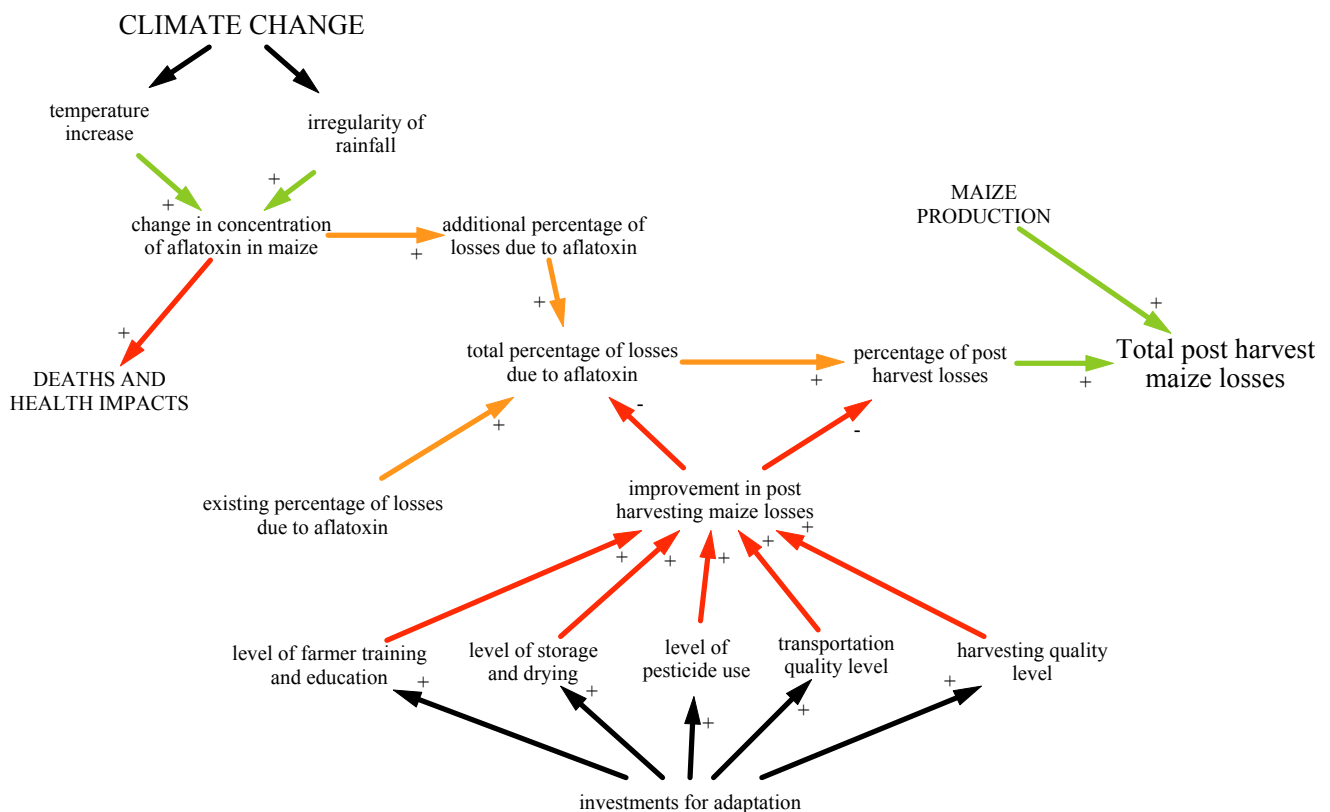 CLIMATE CHANGE
temperature
increase
irregularity of
rainfall
+
+
change in concentration
of aflatoxin in maize
+
additional percentage of
losses due to aflatoxin
MAIZE
PRODUCTION
+
+
+
DEATHS AND
HEALTH IMPACTS
total percentage of losses
due to aflatoxin
+
percentage of post
harvest losses
+
Total post harvest
maize losses
-
-
+
existing percentage of losses
due to aflatoxin
improvement in post
harvesting maize losses
+
+
+
+
+
level of farmer training
and education
level of storage
and drying
level of
pesticide use
transportation
quality level
harvesting quality
level
+
+
+
+
+
investments for adaptation